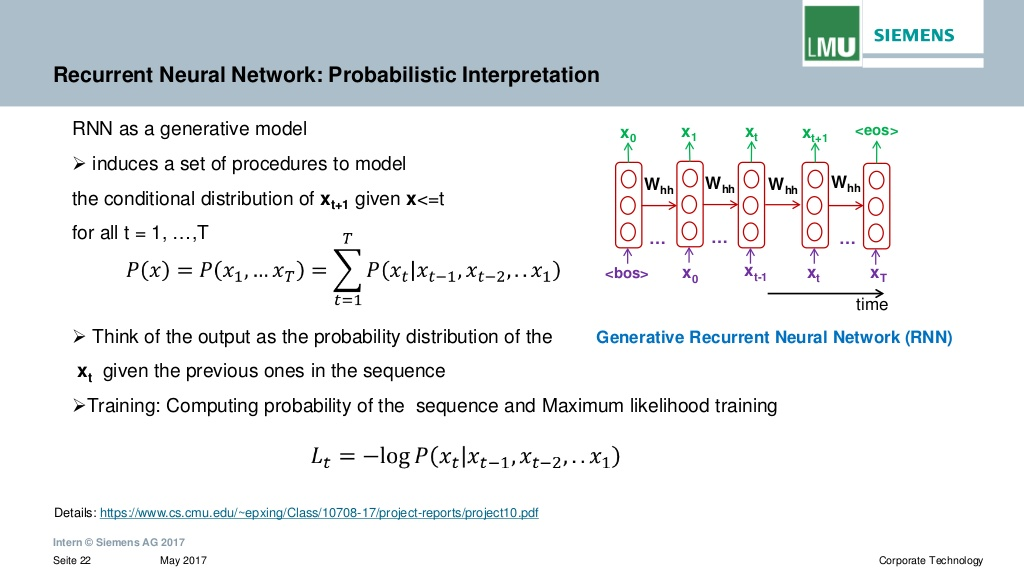 LMU
SIEMENS
Recurrent Neural Network: Probabilistic Interpretation
RNN as a generative model
➢ induces a set of procedures to model
the conditional distribution of xₜ₊₁ given x<=t
for all t = 1, …,T
P(x) = P(x₁, … x_T) = ∑_{t=1}^{T} P(xₜ|xₜ₋₁, xₜ₋₂, . . x₁)
➢ Think of the output as the probability distribution of the
xₜ given the previous ones in the sequence
➢Training: Computing probability of the sequence and Maximum likelihood training
Lₜ = −log P(xₜ|xₜ₋₁, xₜ₋₂, . . x₁)
x₀ x₁ xₜ xₜ₊₁ <eos>
Wₕₕ Wₕₕ Wₕₕ Wₕₕ
… … …
<bos> x₀ xₜ₋₁ xₜ x_T
time
Generative Recurrent Neural Network (RNN)
Details: https://www.cs.cmu.edu/~epxing/Class/10708-17/project-reports/project10.pdf
Intern © Siemens AG 2017
Seite 22 May 2017 Corporate Technology